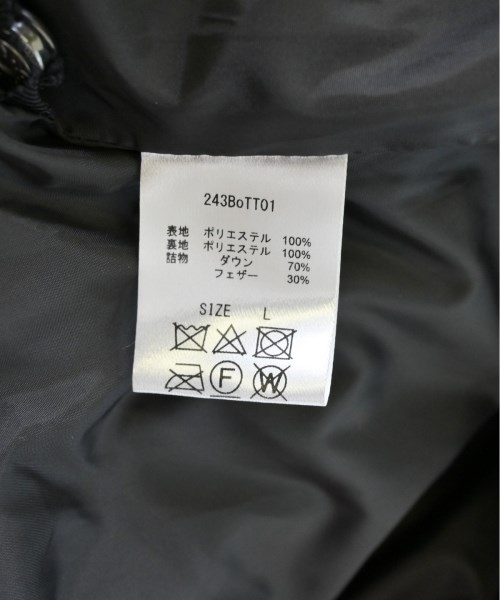 243BoTT01
表地 ポリエステル 100%
裏地 ポリエステル 100%
詰物 ダウン 70%
フェザー 30%
SIZE L
F W